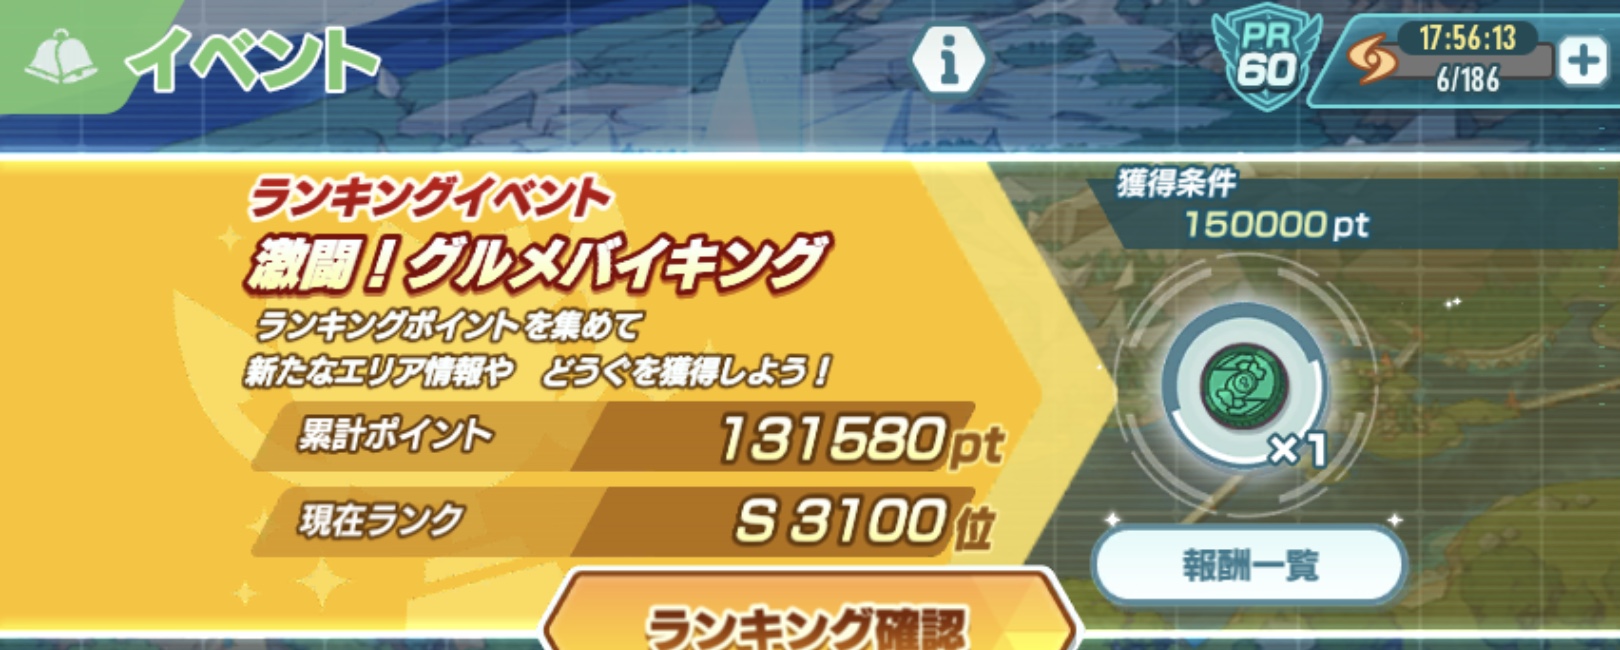 イベント
i
PR
60
17:56:13
6/186
+
ランキングイベント
激闘！グルメバイキング
ランキングポイントを集めて
新たなエリア情報や どうぐを獲得しよう！
累計ポイント 131580pt
現在ランク S 3100位
ランキング確認
獲得条件
150000pt
×1
報酬一覧